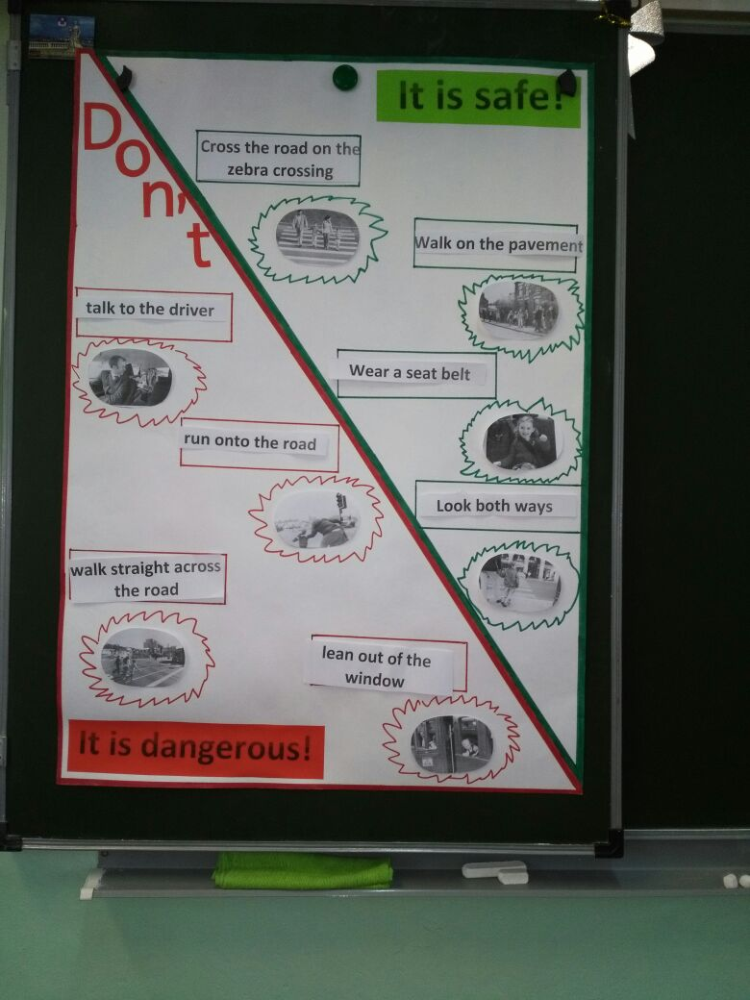 It is safe!
Cross the road on the
zebra crossing
Walk on the pavement
Wear a seat belt
Look both ways
Don't
talk to the driver
run onto the road
walk straight across
the road
lean out of the
window
It is dangerous!